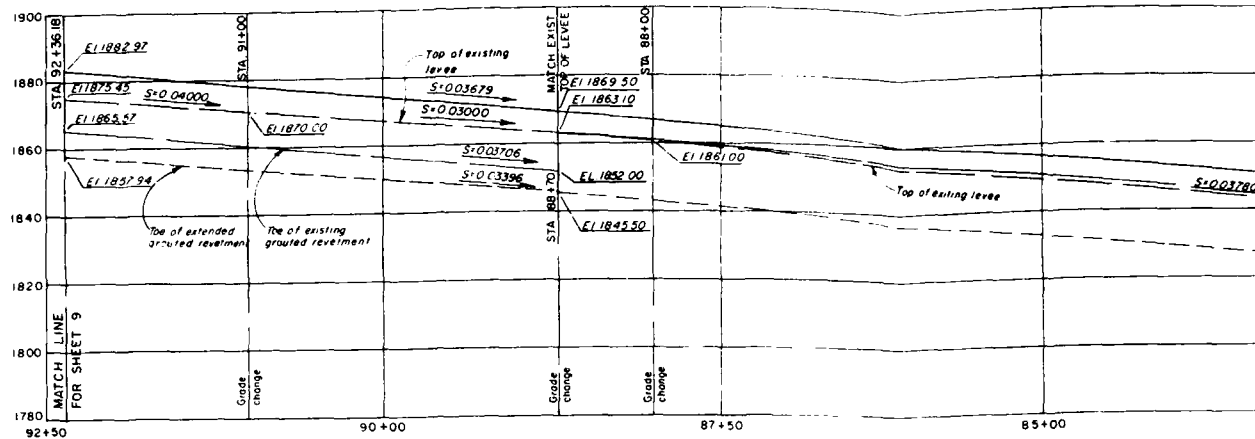 1900
1880
1860
1840
1820
1800
1780
92+50
90+00
87+50
85+00
STA 92+36.18
El 1882.97
El 1875.45
El 1865.57
El 1857.94
S=0.04000
STA 91+00
El 1870.00
Top of existing
levee
S=0.03679
S=0.03000
S=0.03706
S=0.03396
MATCH EXIST
TOP OF LEVEE
STA 88+00
El 1869.50
El 1863.10
El 1861.00
EL 1852.00
El 1845.50
STA 88+70
Top of exiting levee
S=0.03780
Toe of extended
grouted revetment
Toe of existing
grouted revetment
MATCH LINE
FOR SHEET 9
Grade
change
Grade
change
Grade
change